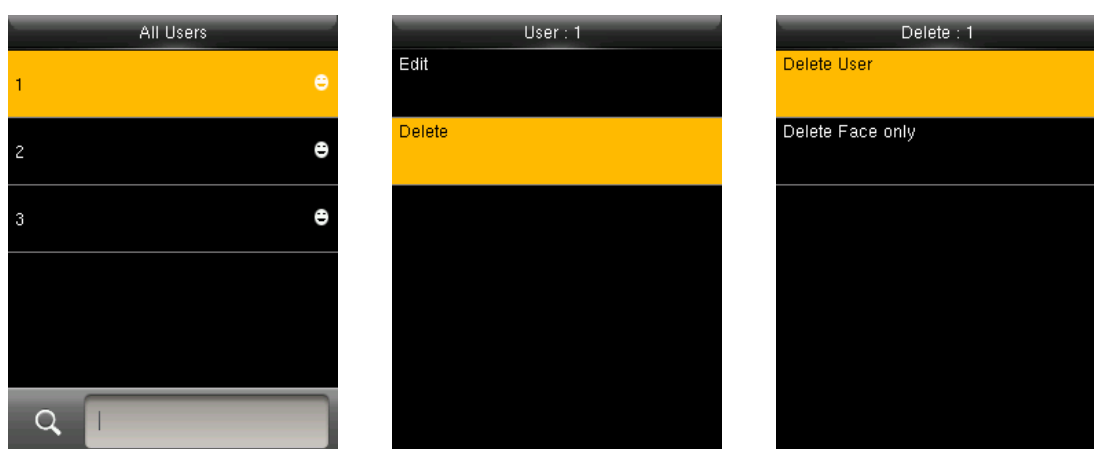 All Users
1
2
3
User : 1
Edit
Delete
Delete : 1
Delete User
Delete Face only